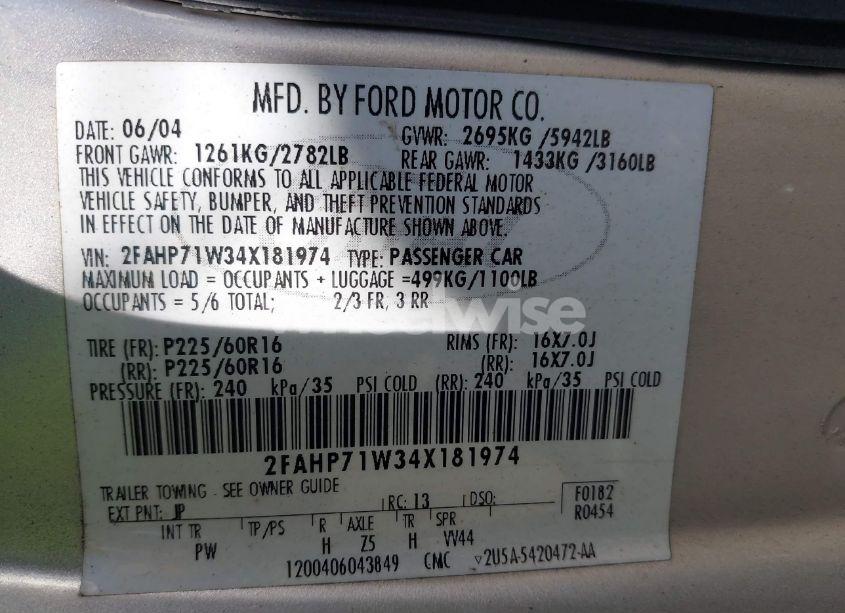 MFD. BY FORD MOTOR CO.
DATE: 06/04 GVWR: 2695KG /5942LB
FRONT GAWR: 1261KG/2782LB REAR GAWR: 1433KG /3160LB
THIS VEHICLE CONFORMS TO ALL APPLICABLE FEDERAL MOTOR
VEHICLE SAFETY, BUMPER, AND THEFT PREVENTION STANDARDS
IN EFFECT ON THE DATE OF MANUFACTURE SHOWN ABOVE.
VIN: 2FAHP71W34X181974 TYPE: PASSENGER CAR
MAXIMUM LOAD = OCCUPANTS + LUGGAGE =499KG/1100LB
OCCUPANTS = 5/6 TOTAL; 2/3 FR, 3 RR
TIRE (FR): P225/60R16 RIMS (FR): 16X7.0J
(RR): P225/60R16 (RR): 16X7.0J
PRESSURE (FR): 240 kPa/35 PSI COLD (RR): 240 kPa/35 PSI COLD
2FAHP71W34X181974
TRAILER TOWING - SEE OWNER GUIDE
EXT PNT: JP RC: 13 DSO: F0182
R0454
INT TR TP/PS R AXLE TR SPR
PW H Z5 H VV44
1200406043849 CMC ▽2U5A-5420472-AA